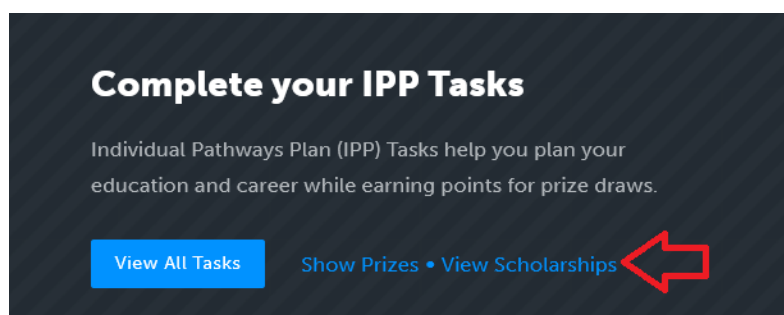 Complete your IPP Tasks
Individual Pathways Plan (IPP) Tasks help you plan your
education and career while earning points for prize draws.
View All Tasks
Show Prizes • View Scholarships